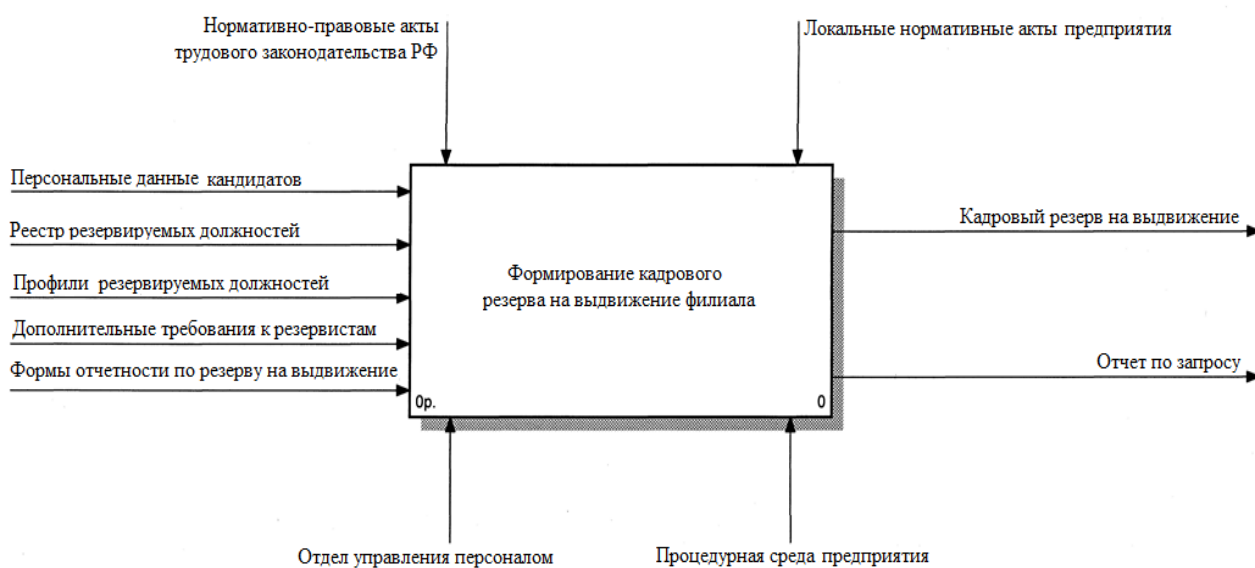 Нормативно-правовые акты
трудового законодательства РФ
Локальные нормативные акты предприятия
Персональные данные кандидатов
Реестр резервируемых должностей
Профили резервируемых должностей
Дополнительные требования к резервистам
Формы отчетности по резерву на выдвижение
Формирование кадрового
резерва на выдвижение филиала
0р.
0
Кадровый резерв на выдвижение
Отчет по запросу
Отдел управления персоналом
Процедурная среда предприятия